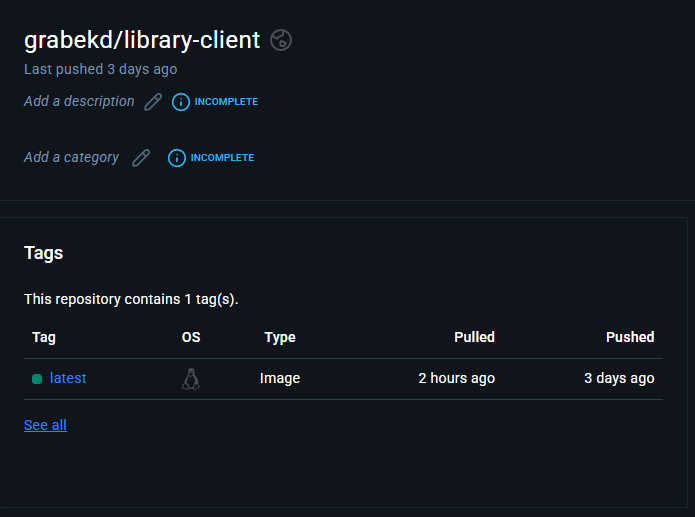 grabekd/library-client
Last pushed 3 days ago
Add a description INCOMPLETE
Add a category INCOMPLETE
Tags
This repository contains 1 tag(s).
Tag OS Type Pulled Pushed
latest Image 2 hours ago 3 days ago
See all